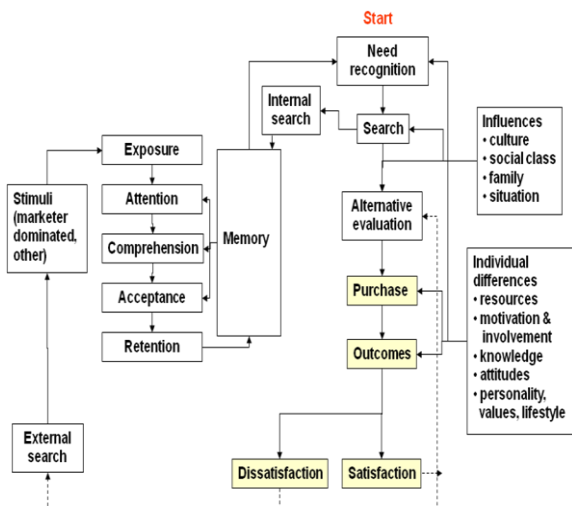 Start
Need
recognition
Internal
search
Search
Influences
• culture
• social class
• family
• situation
Exposure
Stimuli
(marketer
dominated,
other)
Attention
Memory
Alternative
evaluation
Comprehension
Acceptance
Retention
Purchase
Outcomes
Individual
differences
• resources
• motivation &
involvement
• knowledge
• attitudes
• personality,
values, lifestyle
External
search
Dissatisfaction
Satisfaction